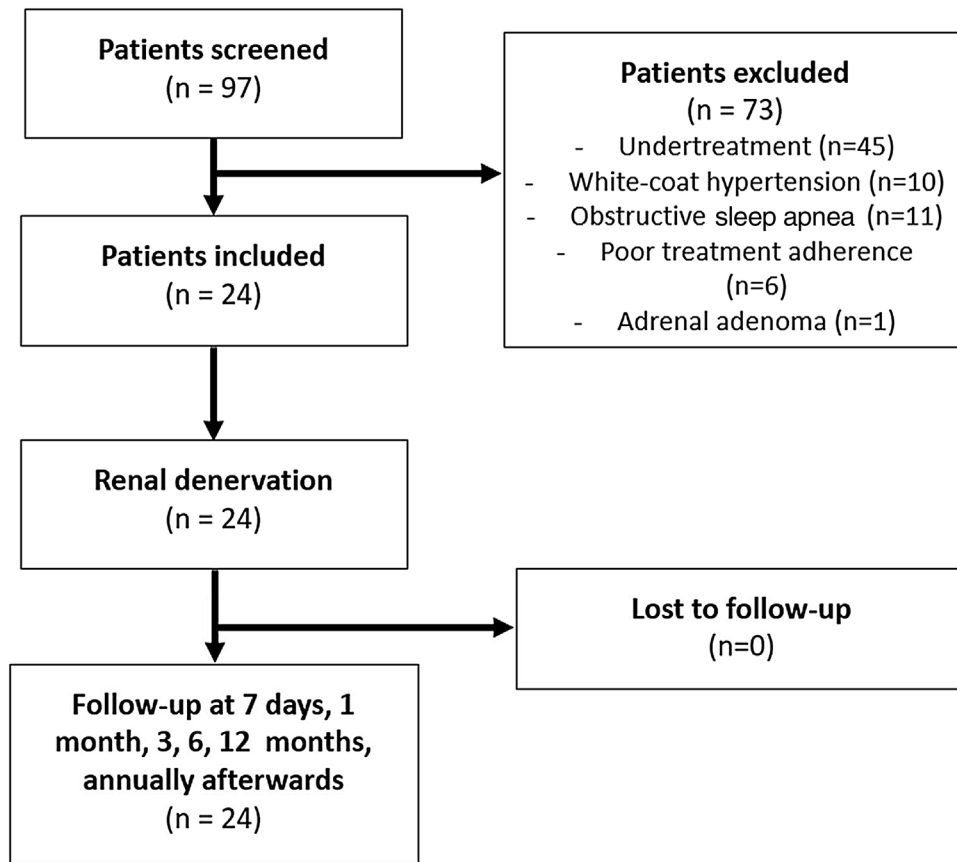 Patients screened
(n = 97)
Patients excluded
(n = 73)
- Undertreatment (n=45)
- White-coat hypertension (n=10)
- Obstructive sleep apnea (n=11)
- Poor treatment adherence
(n=6)
- Adrenal adenoma (n=1)
Patients included
(n = 24)
Renal denervation
(n = 24)
Lost to follow-up
(n=0)
Follow-up at 7 days, 1
month, 3, 6, 12 months,
annually afterwards
(n = 24)